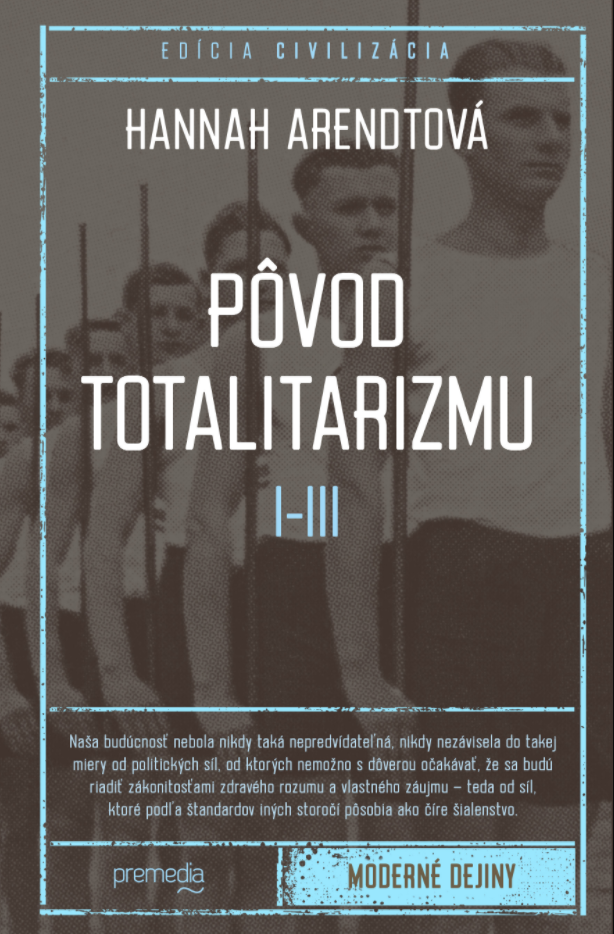 EDÍCIA CIVILIZÁCIA
HANNAH ARENDTOVÁ
PÔVOD
TOTALITARIZMU
I-III
Naša budúcnosť nebola nikdy taká nepredvídateľná, nikdy nezávisela do takej
miery od politických síl, od ktorých nemožno s dôverou očakávať, že sa budú
riadiť zákonitosťami zdravého rozumu a vlastného záujmu – teda od síl,
ktoré podľa štandardov iných storočí pôsobia ako číre šialenstvo.
premedia
MODERNÉ DEJINY